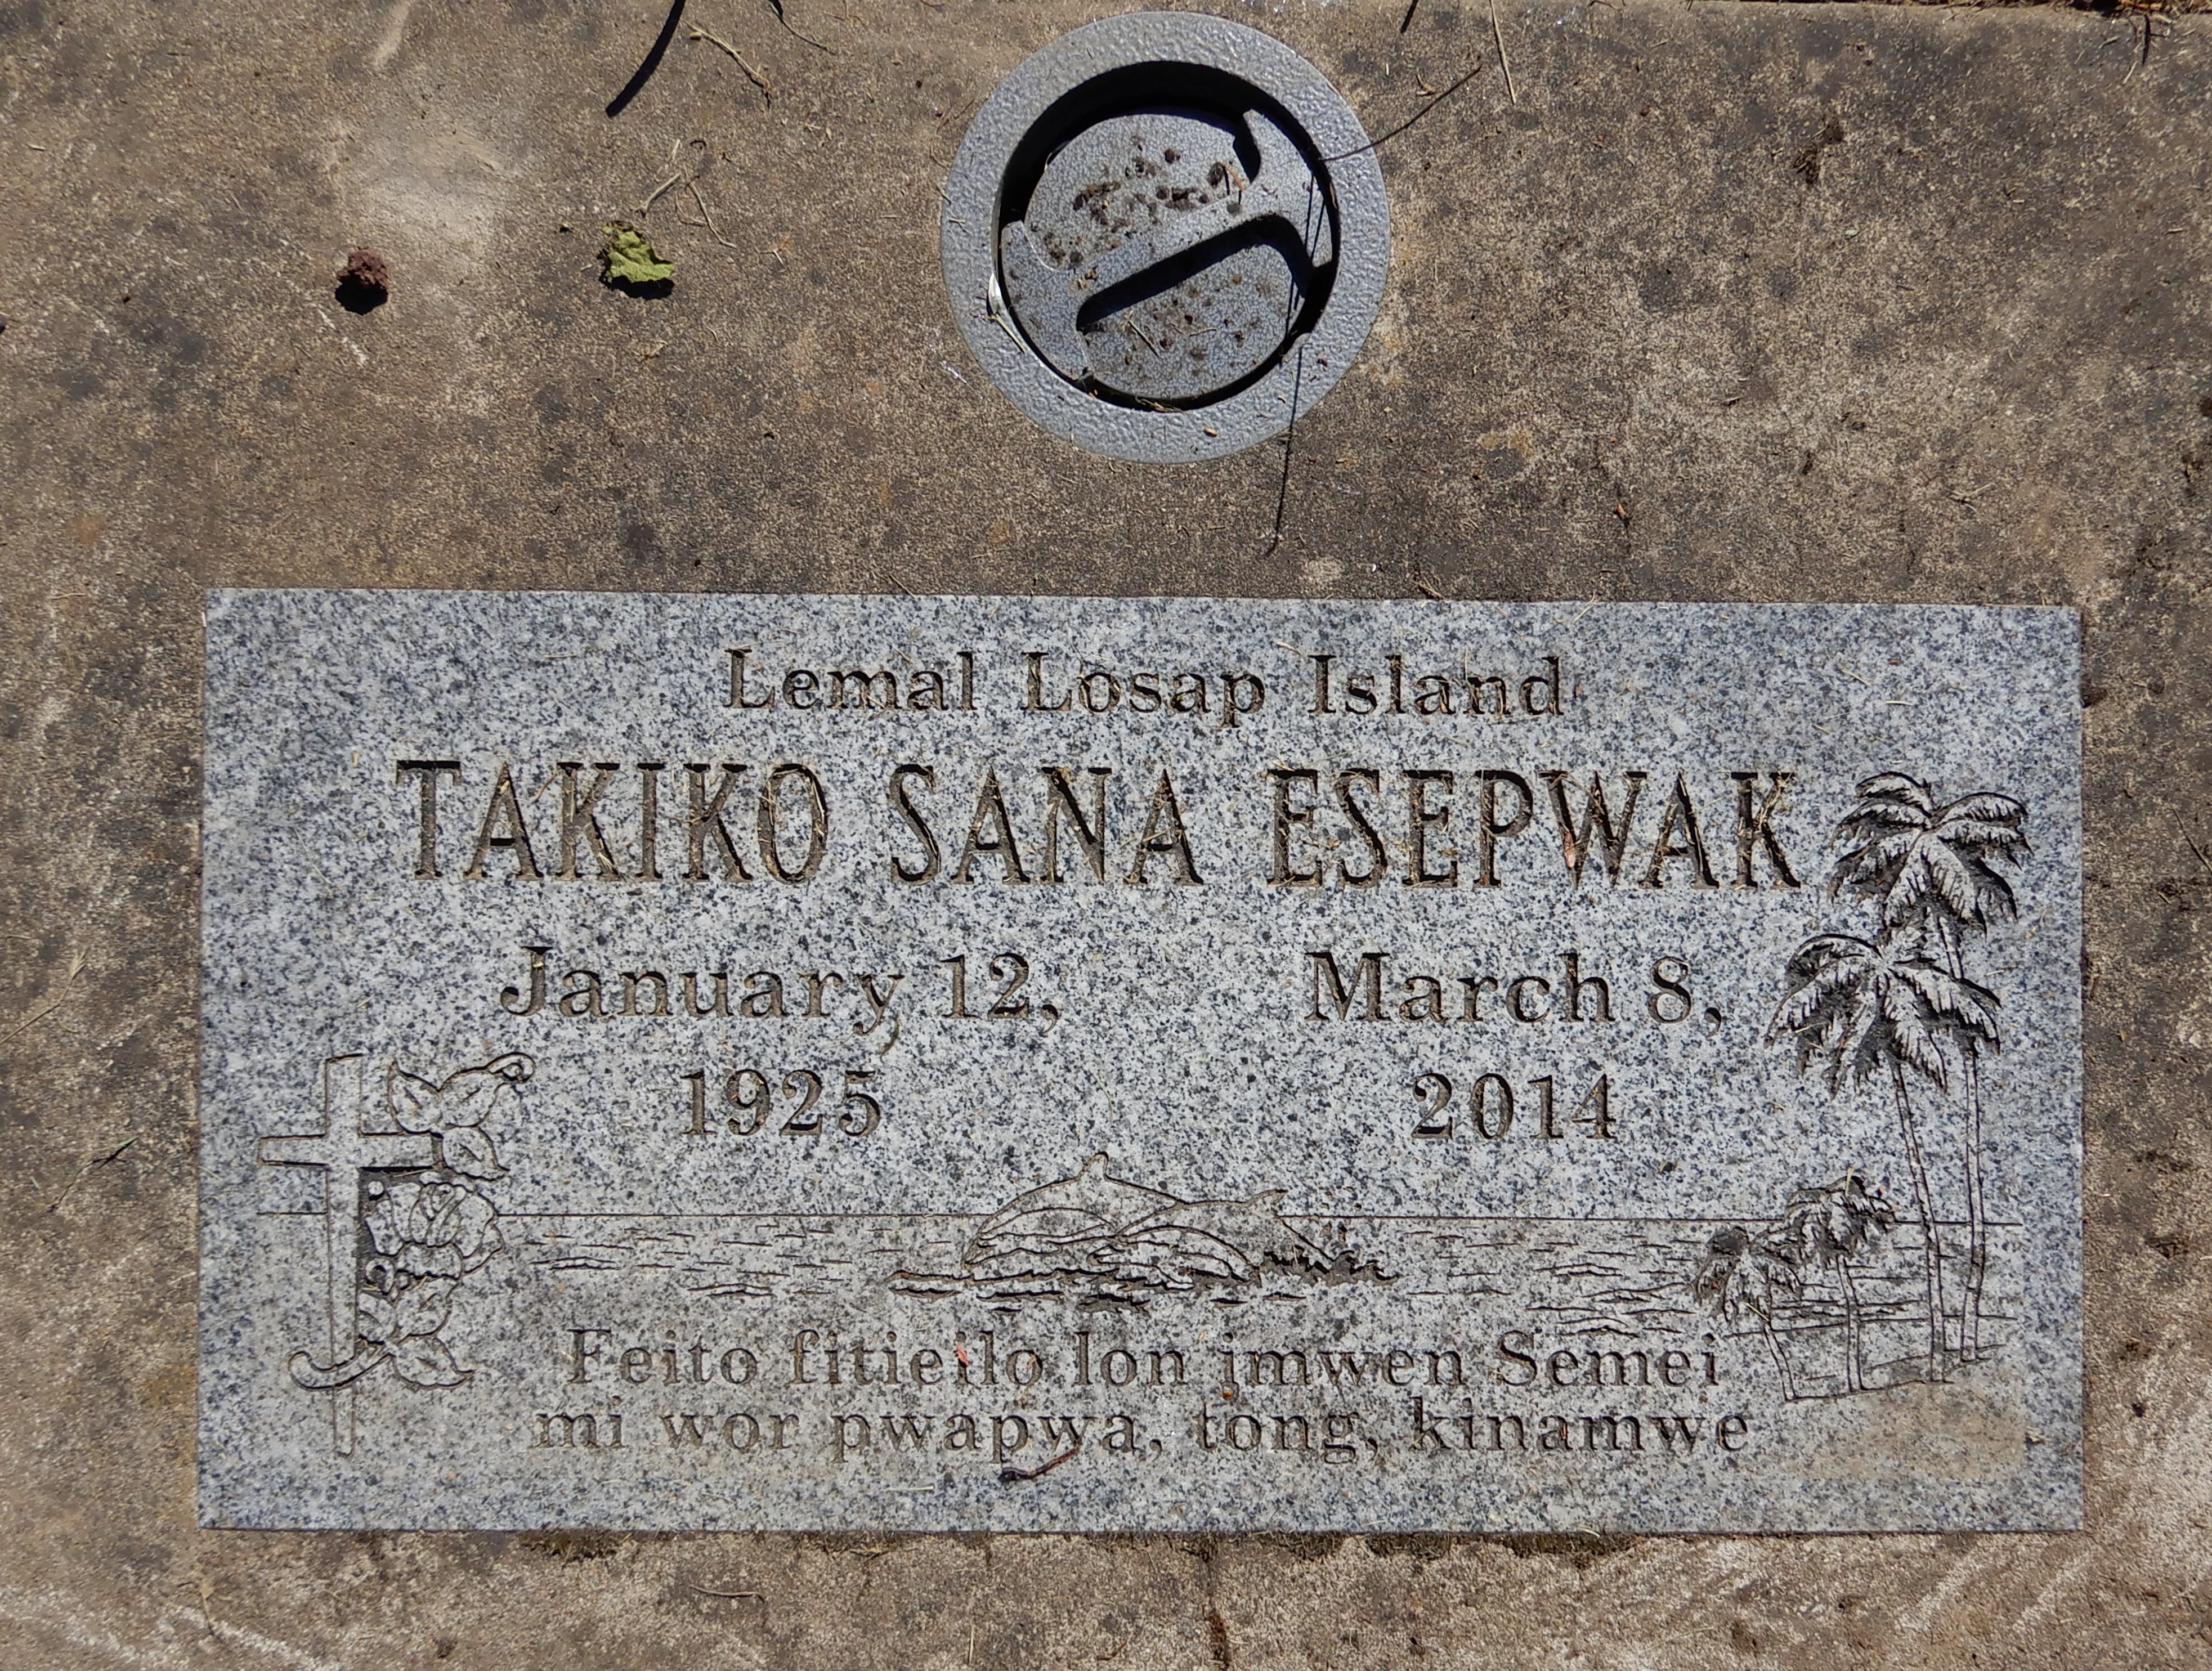 Lemal Losap Island
TAKIKO SANA ESEPWAK
January 12, March 8,
1925 2014
Feito fitieilo lon imwen Semei
mi wor pwapwa, tong, kinamwe